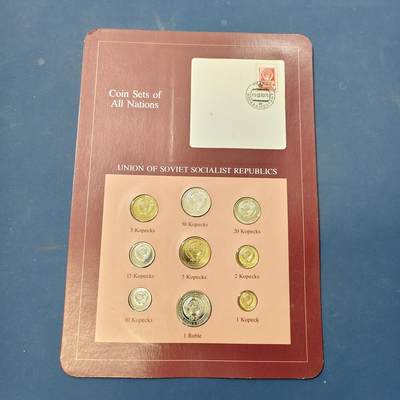 Coin Sets of
All Nations
UNION OF SOVIET SOCIALIST REPUBLICS
3 Kopecks
50 Kopecks
20 Kopecks
15 Kopecks
5 Kopecks
2 Kopecks
10 Kopecks
1 Ruble
1 Kopeck